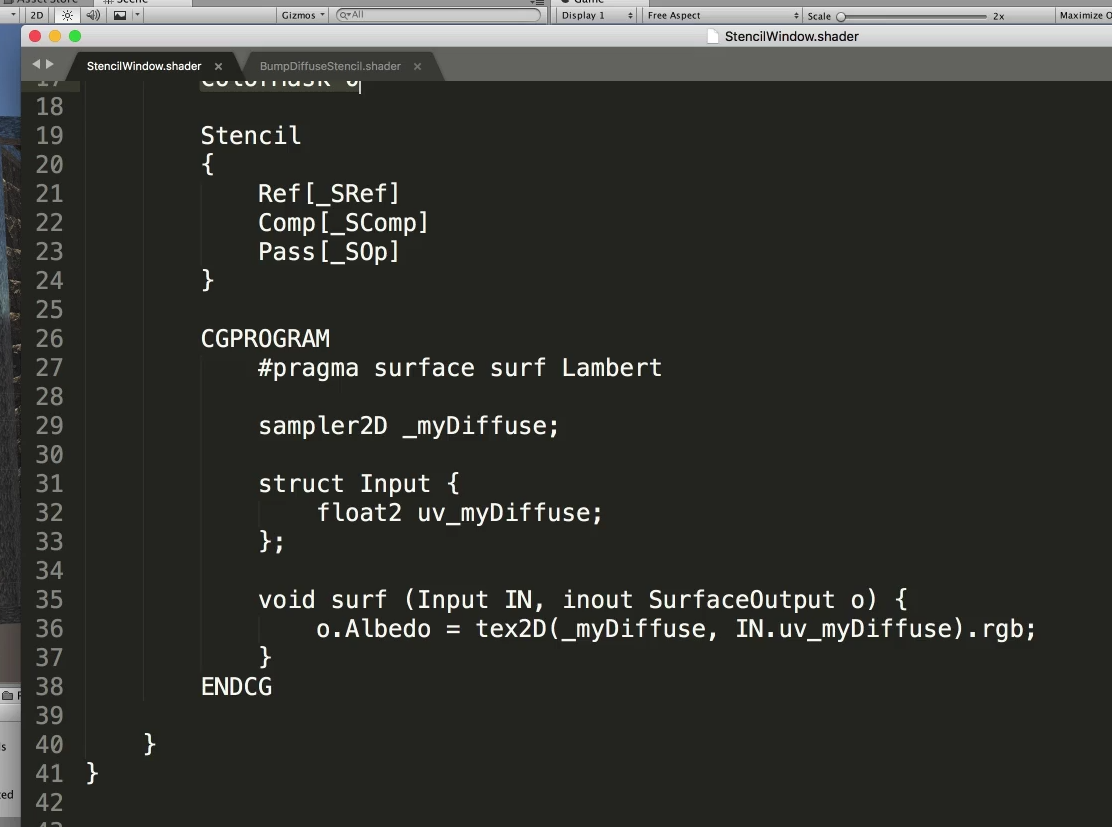 Asset Store Scene Game
2D Gizmos All Display 1 Free Aspect Scale 2x Maximize O
StencilWindow.shader
StencilWindow.shader × BumpDiffuseStencil.shader ×
17 ColorMask 0
18
19 Stencil
20 {
21 Ref[_SRef]
22 Comp[_SComp]
23 Pass[_SOp]
24 }
25
26 CGPROGRAM
27 #pragma surface surf Lambert
28
29 sampler2D _myDiffuse;
30
31 struct Input {
32 float2 uv_myDiffuse;
33 };
34
35 void surf (Input IN, inout SurfaceOutput o) {
36 o.Albedo = tex2D(_myDiffuse, IN.uv_myDiffuse).rgb;
37 }
38 ENDCG
39
40 }
41 }
42